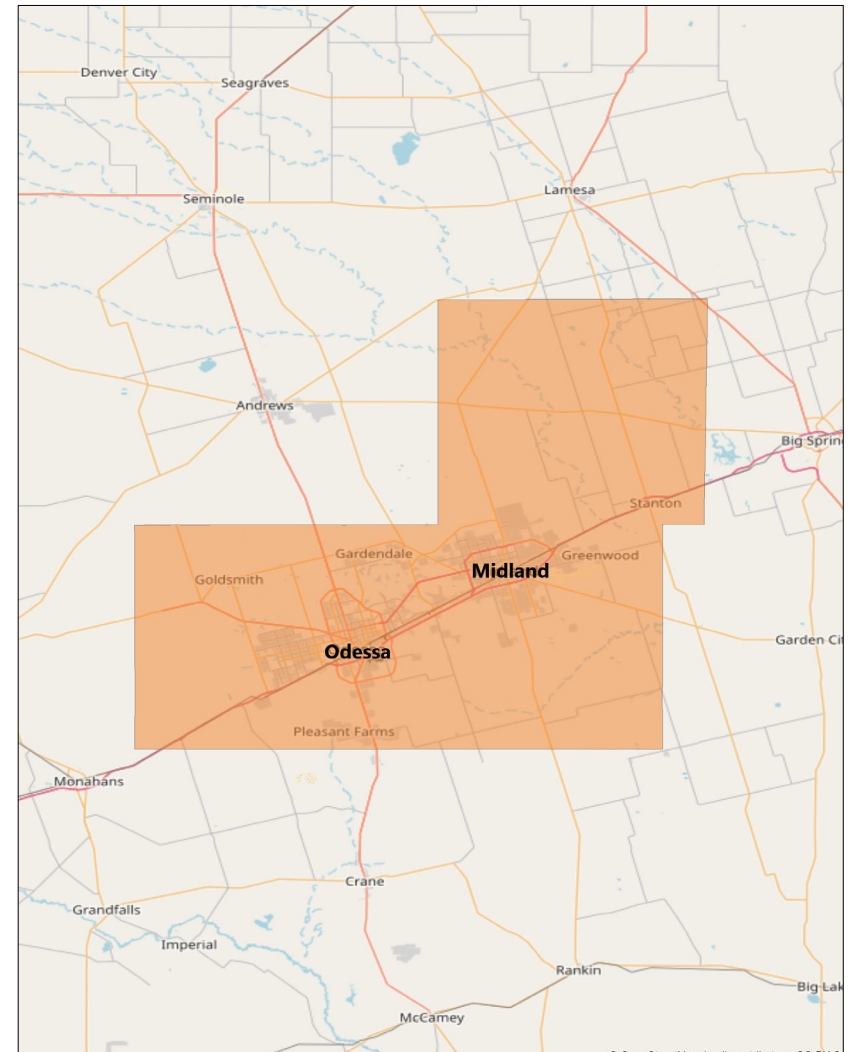 Denver City
Seagraves
Seminole
Lamesa
Andrews
Big Spring
Stanton
Gardendale
Greenwood
Midland
Goldsmith
Garden Cit
Odessa
Pleasant Farms
Monahans
Crane
Grandfalls
Imperial
Rankin
Big Lak
McCamey